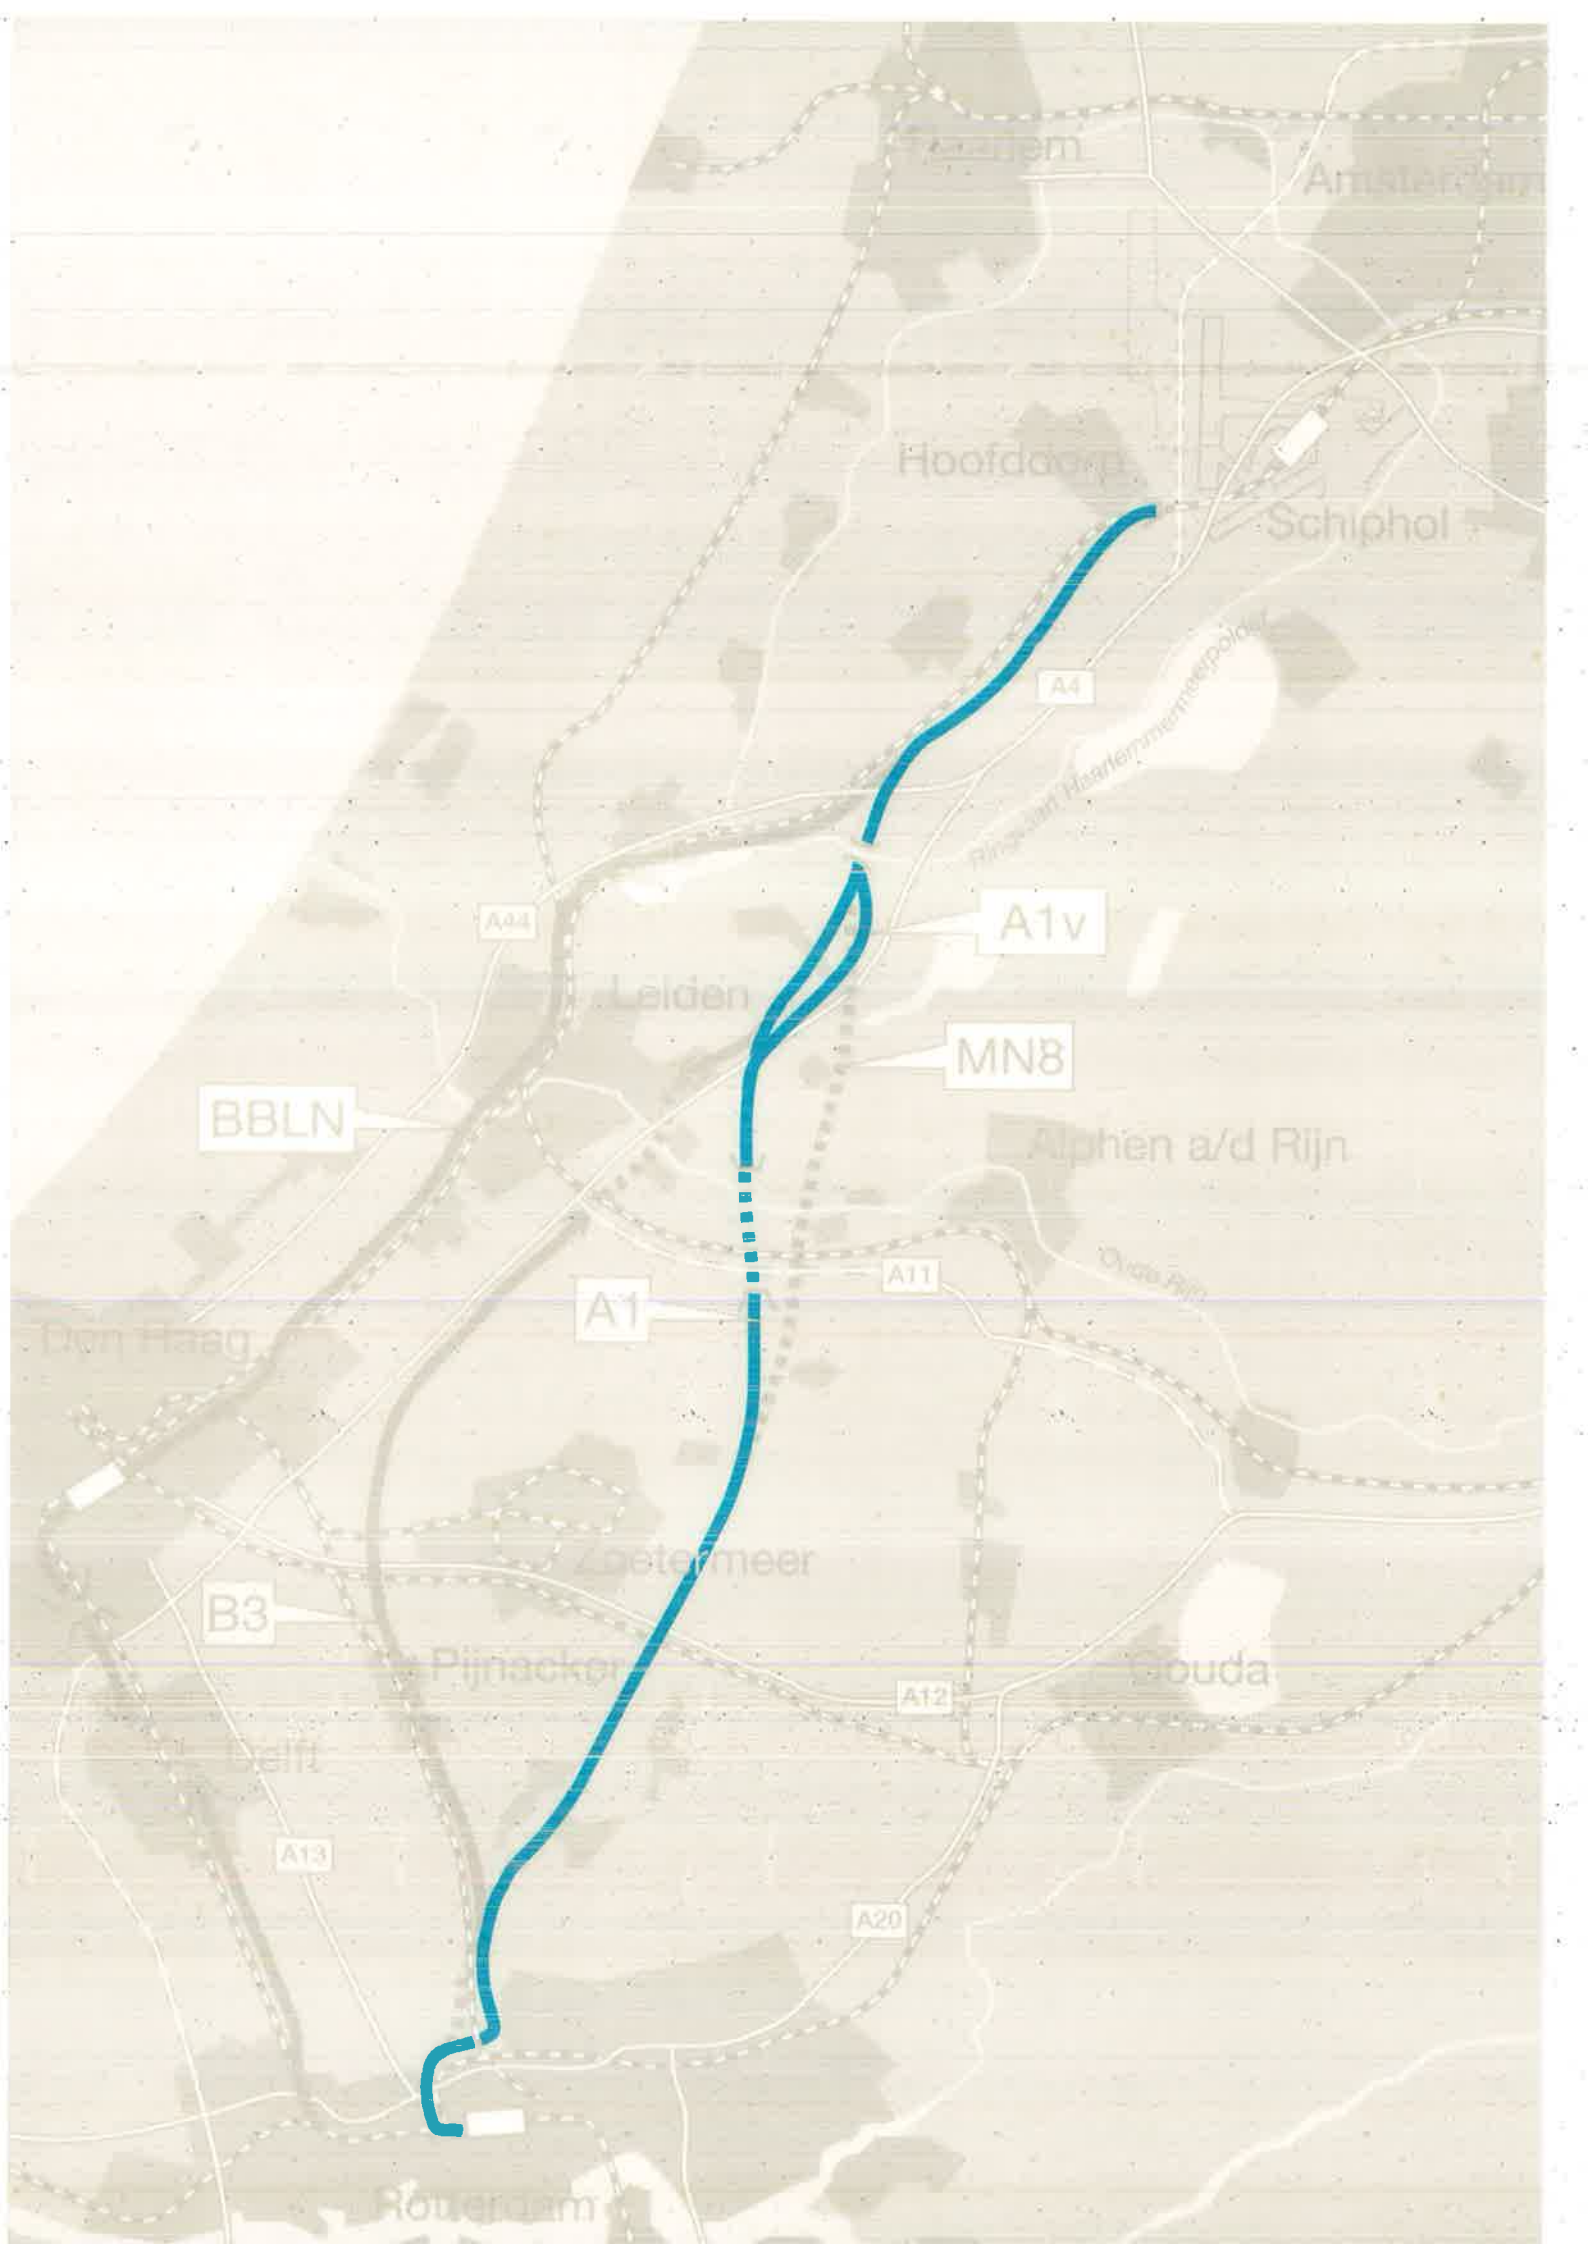 Haarlem
Amsterdam
Hoofddorp
Schiphol
A4
Ringvaart Haarlemmermeerpolder
A44
A1v
Leiden
MN8
BBLN
Alphen a/d Rijn
A11
Oude Rijn
A1
Den Haag
Zoetermeer
B3
Pijnacker
Gouda
A12
Delft
A13
A20
Rotterdam